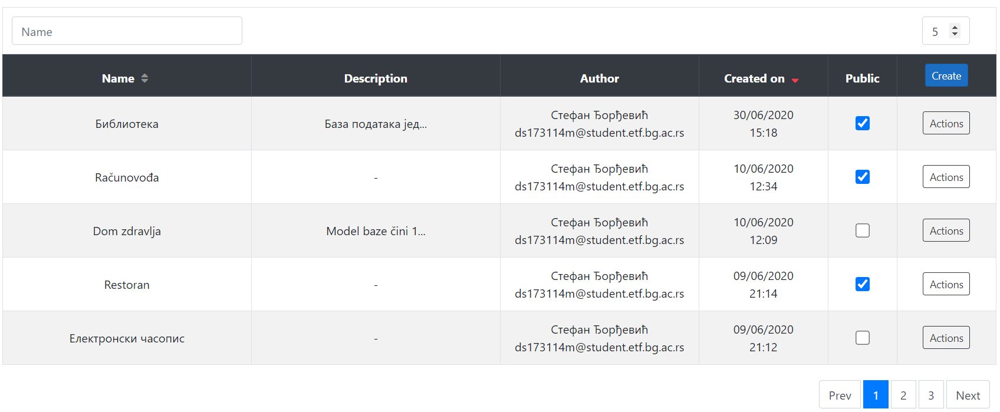 Name
5
Name
Description
Author
Created on
Public
Create
Библиотека
База података јед...
Стефан Ђорђевић
ds173114m@student.etf.bg.ac.rs
30/06/2020
15:18
Actions
Računovođa
-
Стефан Ђорђевић
ds173114m@student.etf.bg.ac.rs
10/06/2020
12:34
Actions
Dom zdravlja
Model baze čini 1...
Стефан Ђорђевић
ds173114m@student.etf.bg.ac.rs
10/06/2020
12:09
Actions
Restoran
-
Стефан Ђорђевић
ds173114m@student.etf.bg.ac.rs
09/06/2020
21:14
Actions
Електронски часопис
-
Стефан Ђорђевић
ds173114m@student.etf.bg.ac.rs
09/06/2020
21:12
Actions
Prev
1
2
3
Next